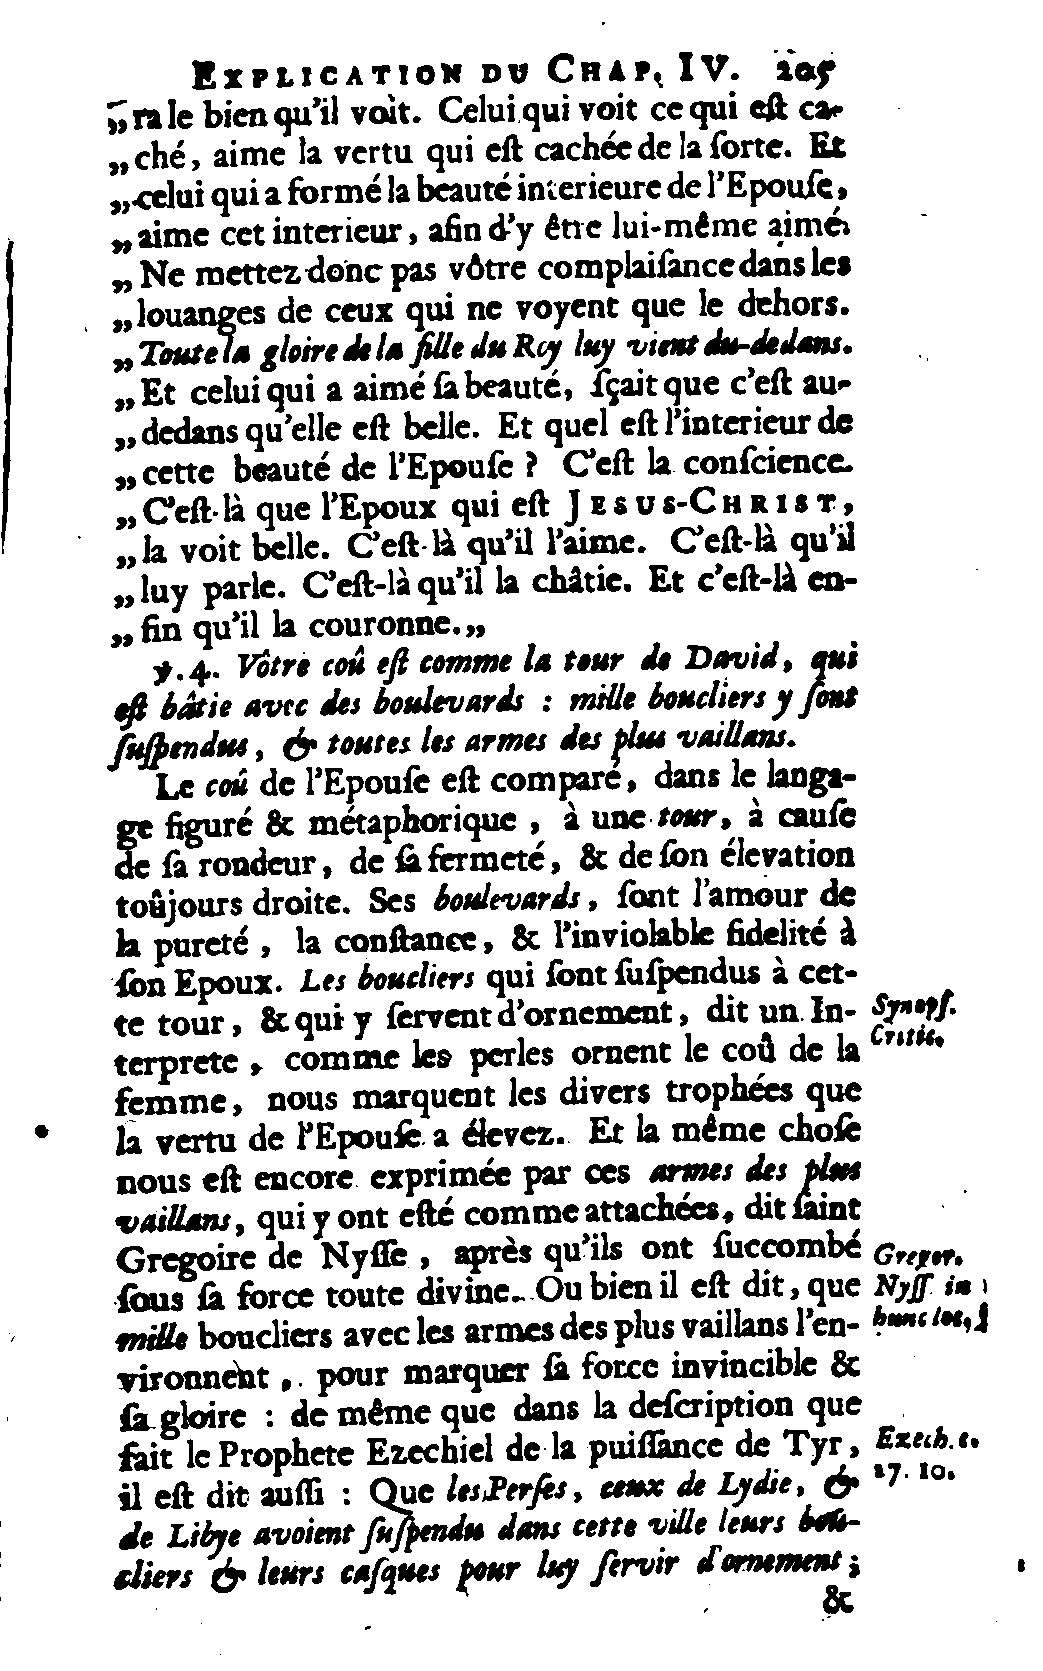 EXPLICATION DU CHAP. IV. 205
„ra le bien qu'il voit. Celui qui voit ce qui eſt ca-
„ché, aime la vertu qui eſt cachée de la ſorte. Et
„celui qui a formé la beauté interieure de l'Epouſe,
„aime cet interieur, afin d'y être lui-même aimé.
„Ne mettez donc pas vôtre complaiſance dans les
„louanges de ceux qui ne voyent que le dehors.
„Toute la gloire de la fille du Roy luy vient du-dedans.
„Et celui qui a aimé ſa beauté, ſçait que c'eſt au-
„dedans qu'elle eſt belle. Et quel eſt l'interieur de
„cette beauté de l'Epouſe ? C'eſt la conſcience.
„C'eſt-là que l'Epoux qui eſt JESUS-CHRIST,
„la voit belle. C'eſt-là qu'il l'aime. C'eſt-là qu'il
„luy parle. C'eſt-là qu'il la châtie. Et c'eſt-là en-
„fin qu'il la couronne.„
℣. 4. Vôtre coû eſt comme la tour de David, qui
eſt bâtie avec des boulevards : mille boucliers y ſont
ſuſpendus, & toutes les armes des plus vaillans.
Le coû de l'Epouſe eſt comparé, dans le langa-
ge figuré & métaphorique, à une tour, à cauſe
de ſa rondeur, de ſa fermeté, & de ſon élevation
toûjours droite. Ses boulevards, ſont l'amour de
la pureté, la conſtance, & l'inviolable fidelité à
ſon Epoux. Les boucliers qui ſont ſuſpendus à cet-
te tour, & qui y ſervent d'ornement, dit un In-
Synopſ.
Critic.
terprete, comme les perles ornent le coû de la
femme, nous marquent les divers trophées que
la vertu de l'Epouſe a élevez. Et la même choſe
nous eſt encore exprimée par ces armes des plus
vaillans, qui y ont eſté comme attachées, dit ſaint
Gregoire de Nyſſe, après qu'ils ont ſuccombé
Gregor.
Nyſſ. in
hunc loc.
ſous ſa force toute divine. Ou bien il eſt dit, que
mille boucliers avec les armes des plus vaillans l'en-
vironnent, pour marquer ſa force invincible &
ſa gloire : de même que dans la deſcription que
fait le Prophete Ezechiel de la puiſſance de Tyr,
Ezech. c.
27. 10.
il eſt dit auſſi : Que les Perſes, ceux de Lydie, &
de Libye avoient ſuſpendu dans cette ville leurs bou-
cliers & leurs caſques pour luy ſervir d'ornement ;
&